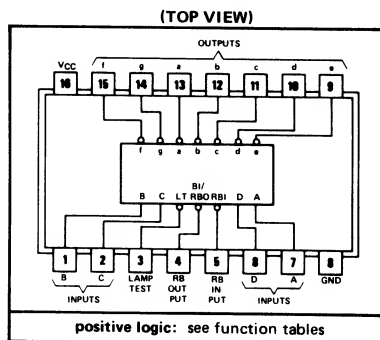 (TOP VIEW)
OUTPUTS
VCC f g a b c d e
16 15 14 13 12 11 10 9
f g a b c d e
BI/
B C LT RBO RBI D A
1 2 3 4 5 6 7 8
B C LAMP TEST RB OUT PUT RB IN PUT D A GND
INPUTS INPUTS
positive logic: see function tables